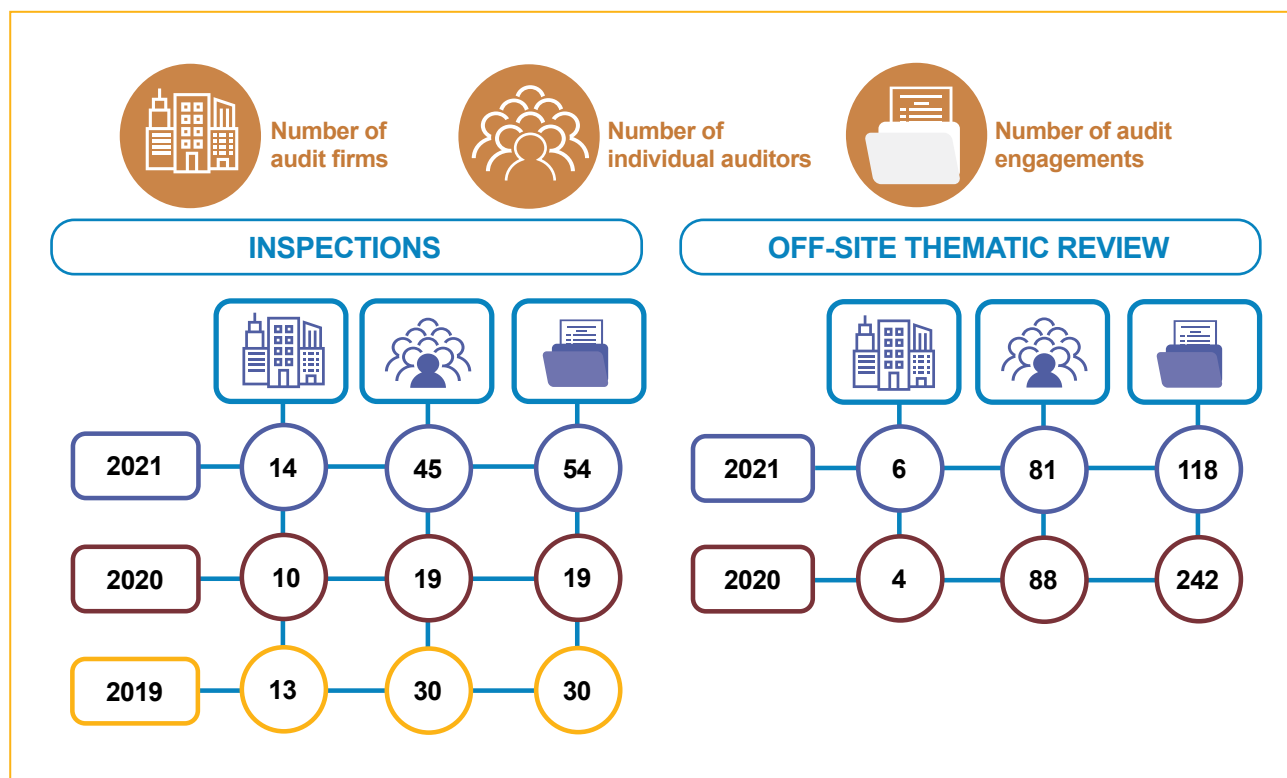 Number of
audit firms
Number of
individual auditors
Number of audit
engagements
INSPECTIONS
OFF-SITE THEMATIC REVIEW
2021
14
45
54
2020
10
19
19
2019
13
30
30
2021
6
81
118
2020
4
88
242